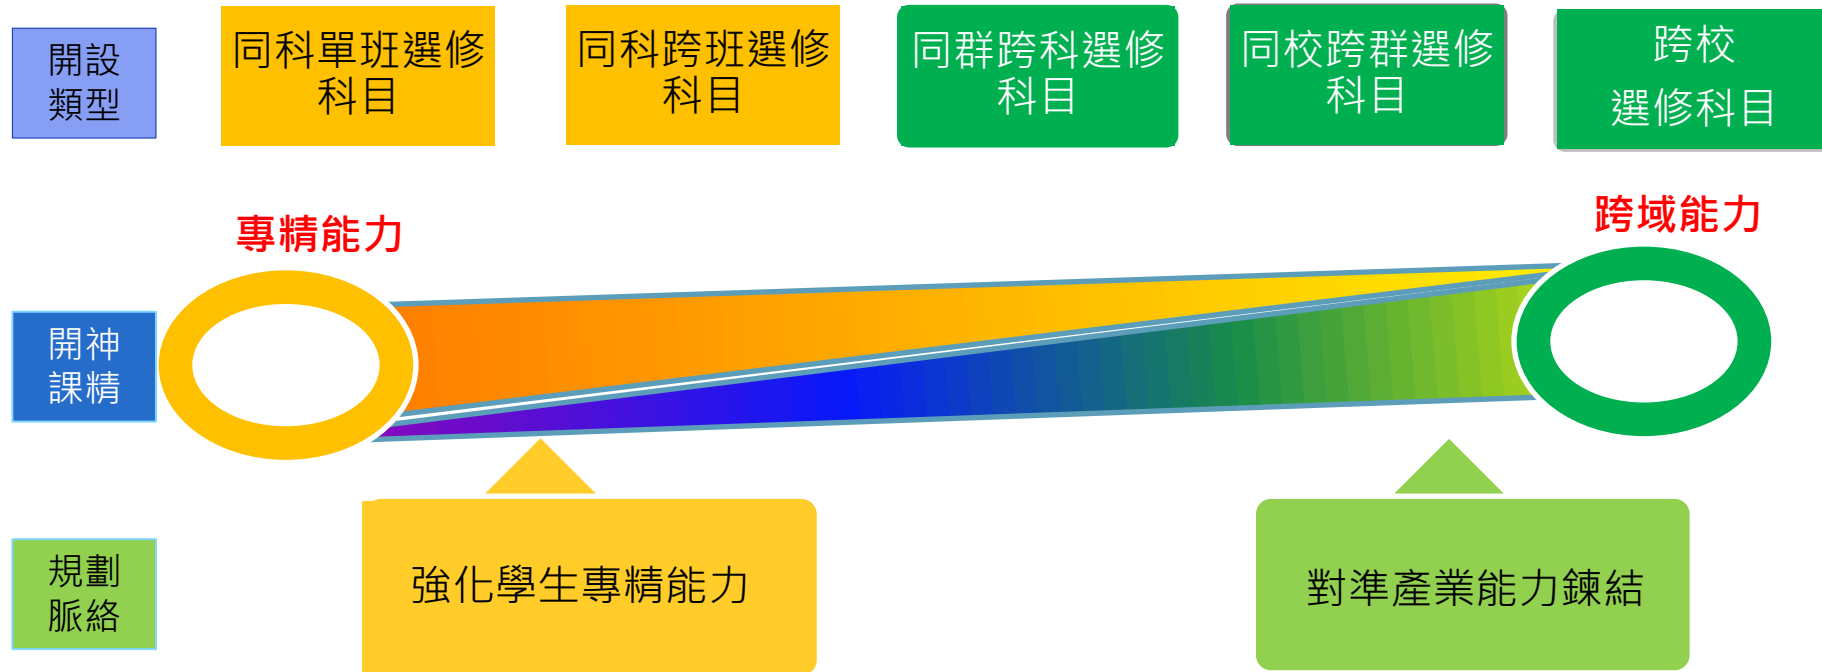 開設
類型
同科單班選修
科目
同科跨班選修
科目
同群跨科選修
科目
同校跨群選修
科目
跨校
選修科目
專精能力
跨域能力
開神
課精
規劃
脈絡
強化學生專精能力
對準產業能力鍊結